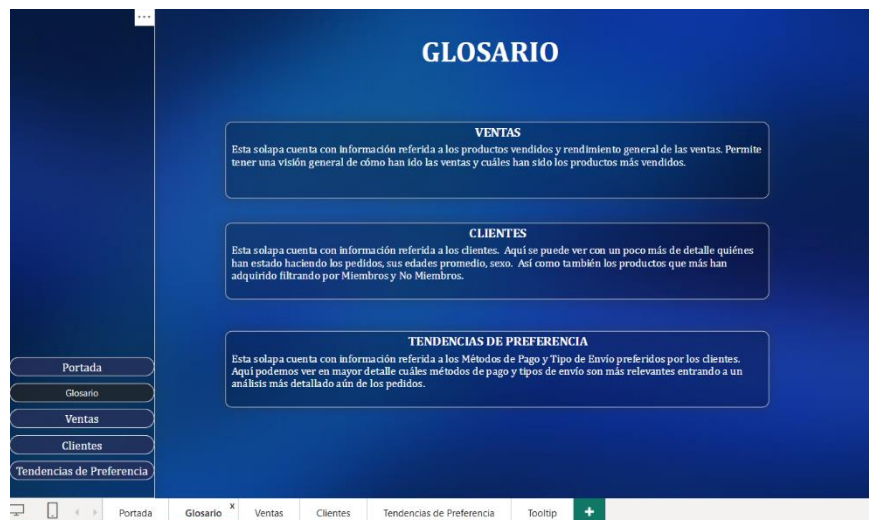 ...
GLOSARIO
VENTAS
Esta solapa cuenta con información referida a los productos vendidos y rendimiento general de las ventas. Permite
tener una visión general de cómo han ido las ventas y cuáles han sido los productos más vendidos.
CLIENTES
Esta solapa cuenta con información referida a los clientes.  Aquí se puede ver con un poco más de detalle quiénes
han estado haciendo los pedidos, sus edades promedio, sexo.  Así como también los productos que más han
adquirido filtrando por Miembros y No Miembros.
TENDENCIAS DE PREFERENCIA
Esta solapa cuenta con información referida a los Métodos de Pago y Tipo de Envío preferidos por los clientes.
Aquí podemos ver en mayor detalle cuáles métodos de pago y tipos de envío son más relevantes entrando a un
análisis más detallado aún de los pedidos.
Portada
Glosario
Ventas
Clientes
Tendencias de Preferencia
Portada Glosario x Ventas Clientes Tendencias de Preferencia Tooltip +